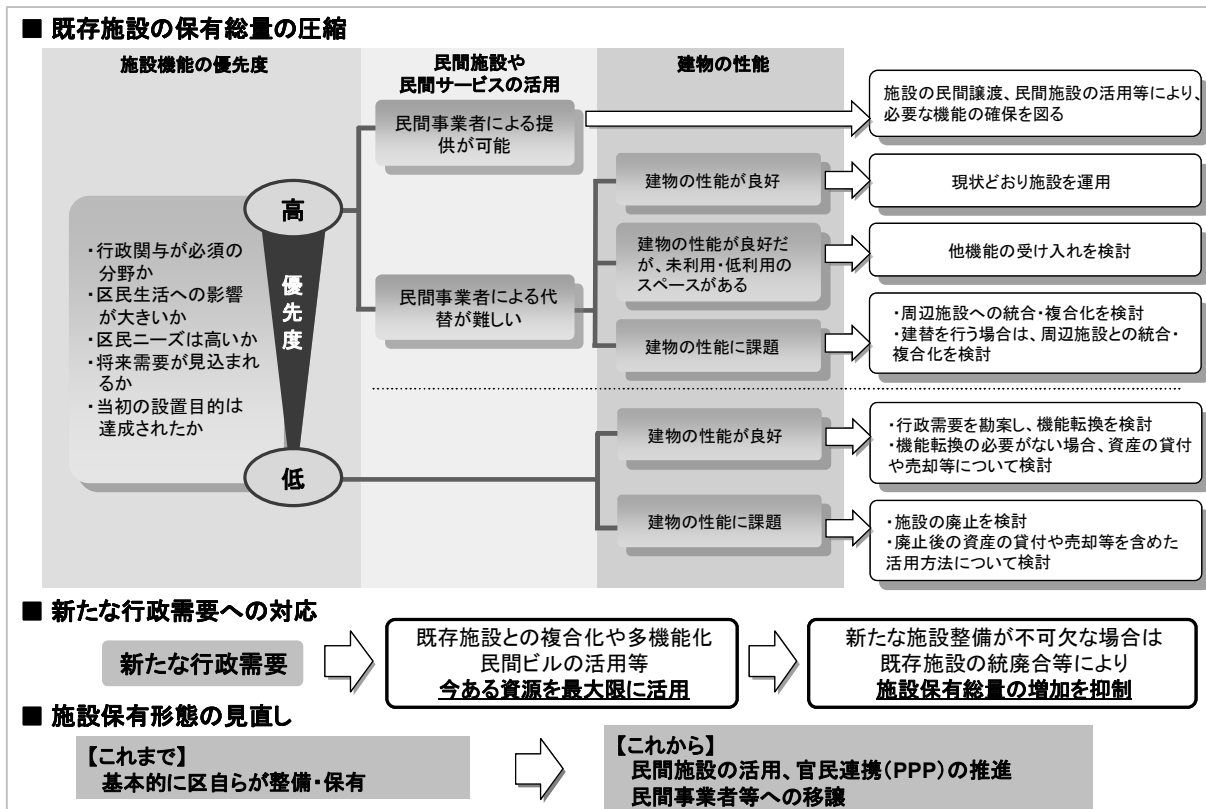 ■ 既存施設の保有総量の圧縮
施設機能の優先度
民間施設や
民間サービスの活用
建物の性能
・行政関与が必須の
分野か
・区民生活への影響
が大きいか
・区民ニーズは高いか
・将来需要が見込まれ
るか
・当初の設置目的は
達成されたか
高
優先度
低
民間事業者による提
供が可能
民間事業者による代
替が難しい
建物の性能が良好
建物の性能が良好だ
が、未利用・低利用の
スペースがある
建物の性能に課題
建物の性能が良好
建物の性能に課題
施設の民間譲渡、民間施設の活用等により、
必要な機能の確保を図る
現状どおり施設を運用
他機能の受け入れを検討
・周辺施設への統合・複合化を検討
・建替を行う場合は、周辺施設との統合・
複合化を検討
・行政需要を勘案し、機能転換を検討
・機能転換の必要がない場合、資産の貸付
や売却等について検討
・施設の廃止を検討
・廃止後の資産の貸付や売却等を含めた
活用方法について検討
■ 新たな行政需要への対応
新たな行政需要
既存施設との複合化や多機能化
民間ビルの活用等
今ある資源を最大限に活用
新たな施設整備が不可欠な場合は
既存施設の統廃合等により
施設保有総量の増加を抑制
■ 施設保有形態の見直し
【これまで】
基本的に区自らが整備・保有
【これから】
民間施設の活用、官民連携(PPP)の推進
民間事業者等への移譲